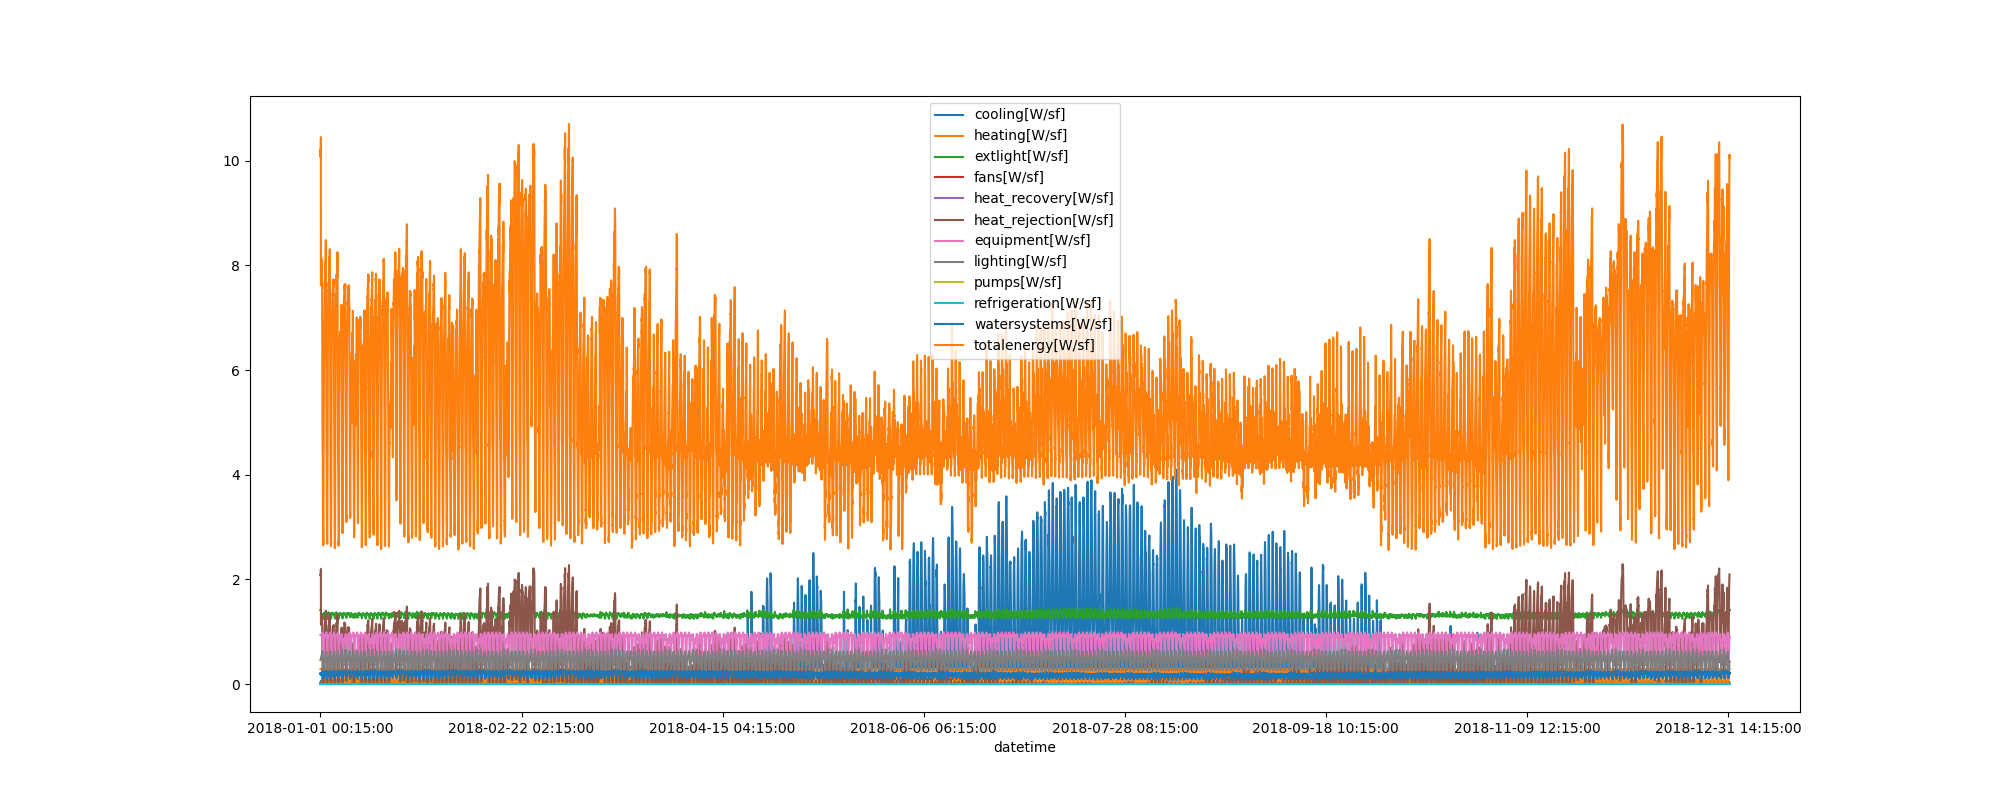 10
8
6
4
2
0
cooling[W/sf]
heating[W/sf]
extlight[W/sf]
fans[W/sf]
heat_recovery[W/sf]
heat_rejection[W/sf]
equipment[W/sf]
lighting[W/sf]
pumps[W/sf]
refrigeration[W/sf]
watersystems[W/sf]
totalenergy[W/sf]
2018-01-01 00:15:00
2018-02-22 02:15:00
2018-04-15 04:15:00
2018-06-06 06:15:00
2018-07-28 08:15:00
2018-09-18 10:15:00
2018-11-09 12:15:00
2018-12-31 14:15:00
datetime